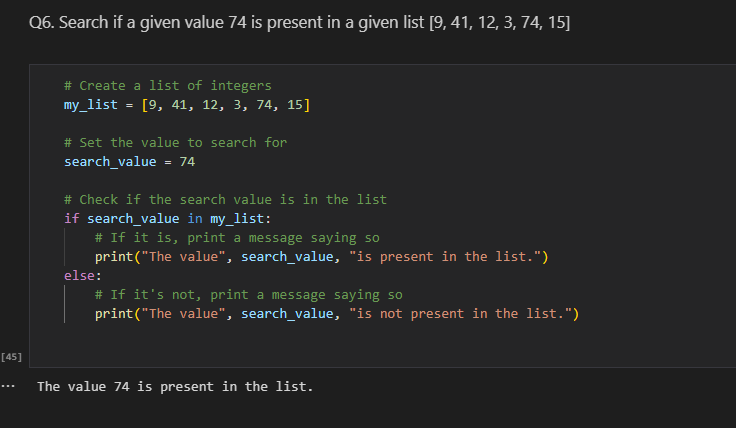 Q6. Search if a given value 74 is present in a given list [9, 41, 12, 3, 74, 15]
# Create a list of integers
my_list = [9, 41, 12, 3, 74, 15]
# Set the value to search for
search_value = 74
# Check if the search value is in the list
if search_value in my_list:
    # If it is, print a message saying so
    print("The value", search_value, "is present in the list.")
else:
    # If it's not, print a message saying so
    print("The value", search_value, "is not present in the list.")
[45]
... The value 74 is present in the list.